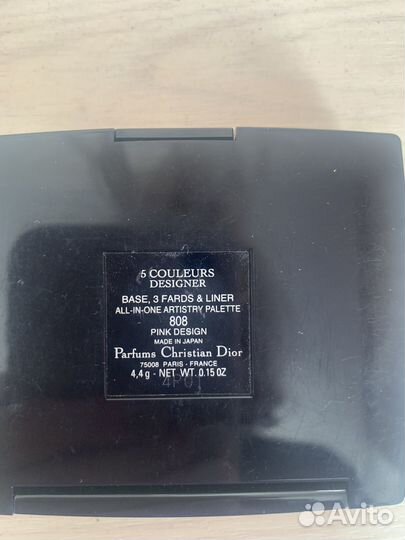 5 COULEURS
DESIGNER
BASE, 3 FARDS & LINER
ALL-IN-ONE ARTISTRY PALETTE
808
PINK DESIGN
MADE IN JAPAN
Parfums Christian Dior
75008 PARIS - FRANCE
4,4 g - NET WT. 0.15 OZ
4P01
Avito